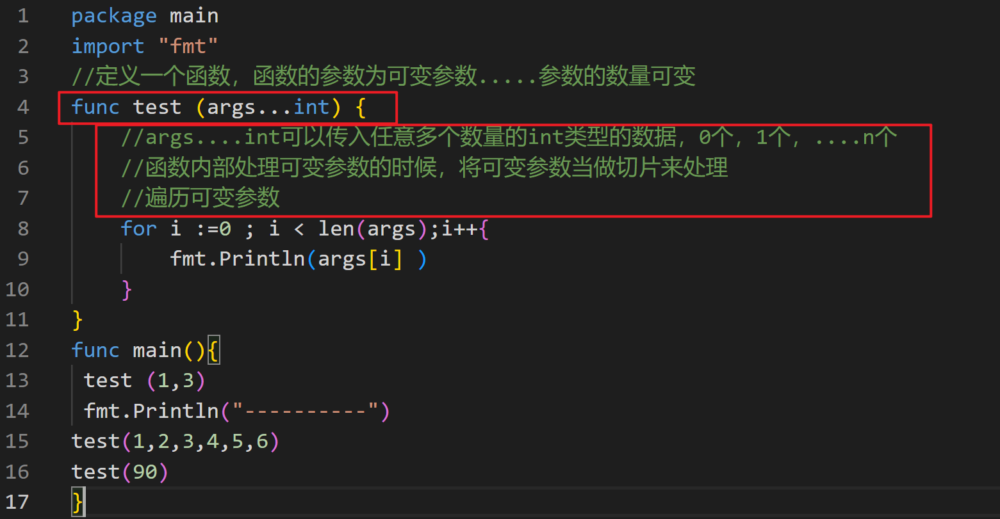 1 package main
2 import "fmt"
3 //定义一个函数，函数的参数为可变参数.....参数的数量可变
4 func test (args...int) {
5 //args....int可以传入任意多个数量的int类型的数据，0个，1个，....n个
6 //函数内部处理可变参数的时候，将可变参数当做切片来处理
7 //遍历可变参数
8 for i :=0 ; i < len(args);i++{
9 fmt.Println(args[i] )
10 }
11 }
12 func main(){
13 test (1,3)
14 fmt.Println("----------")
15 test(1,2,3,4,5,6)
16 test(90)
17 }